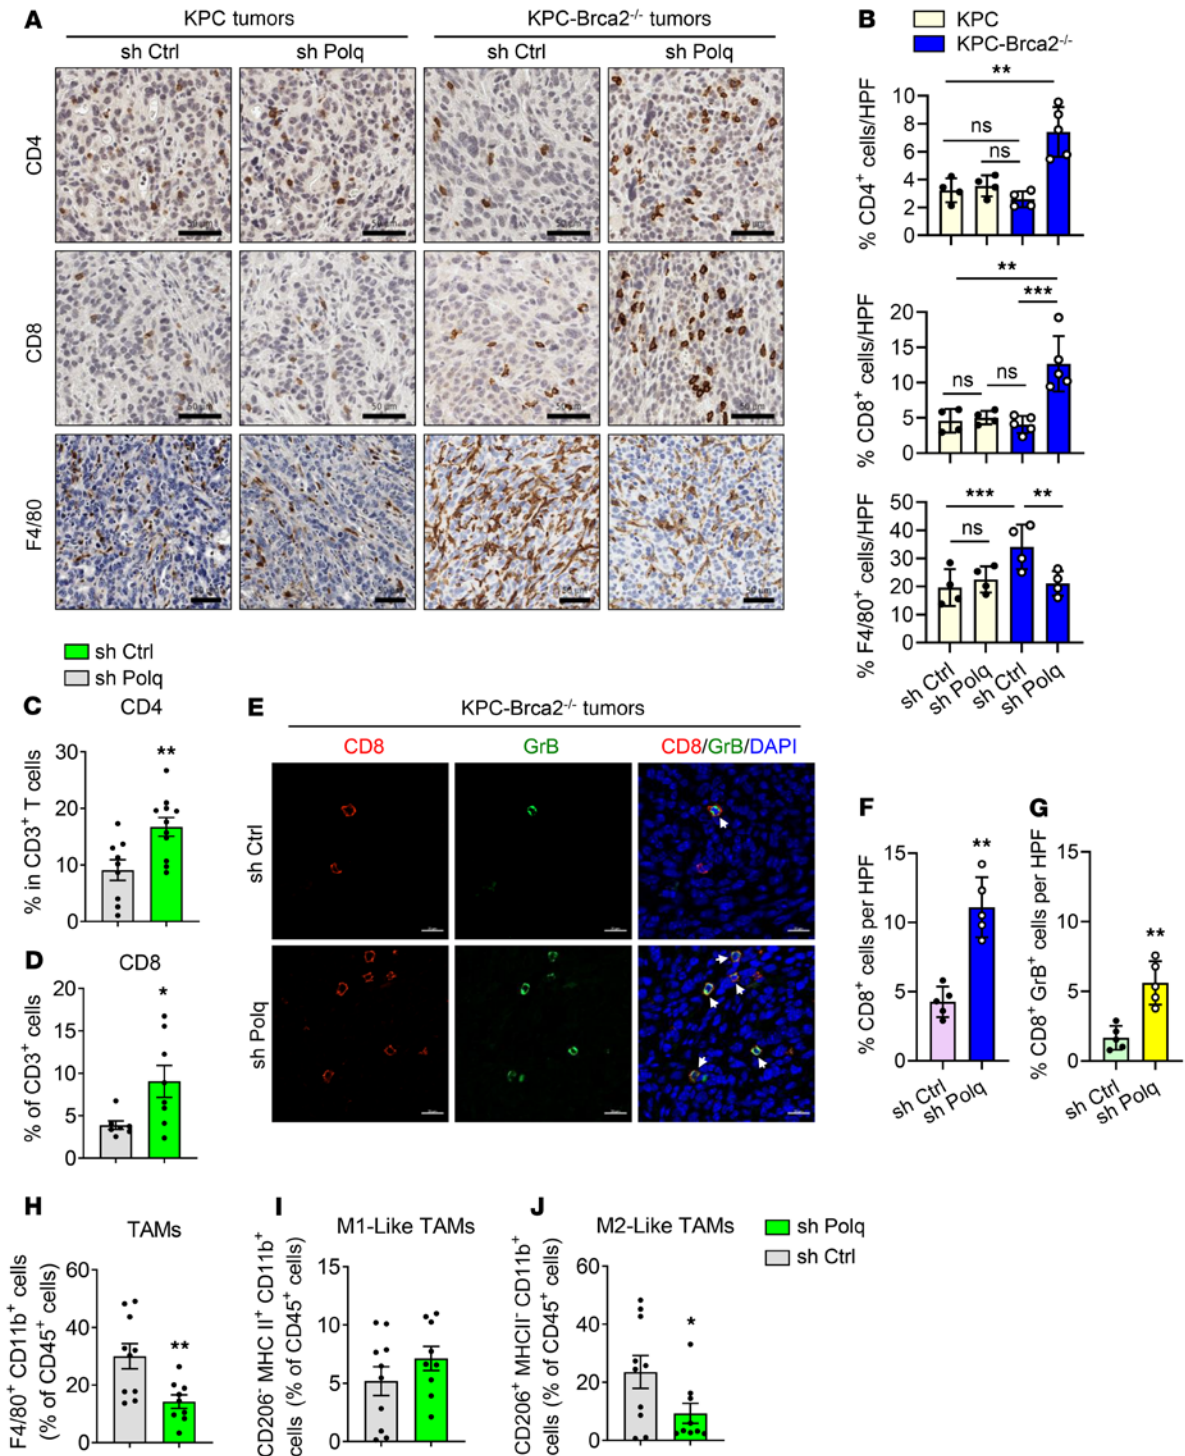 A
KPC tumors
KPC-Brca2-/- tumors
sh Ctrl
sh Polq
sh Ctrl
sh Polq
CD4
CD8
F4/80
50 µm
B
KPC
KPC-Brca2-/-
% CD4+ cells/HPF
10
8
6
4
2
0
**
ns
ns
% CD8+ cells/HPF
20
15
10
5
0
**
***
ns
ns
% F4/80+ cells/HPF
50
40
30
20
10
0
***
**
ns
sh Ctrl
sh Polq
sh Ctrl
sh Polq
sh Ctrl
sh Polq
C
CD4
% in CD3+ T cells
30
20
10
0
**
D
CD8
% of CD3+ cells
20
15
10
5
0
*
E
KPC-Brca2-/- tumors
CD8
GrB
CD8/GrB/DAPI
sh Ctrl
sh Polq
F
% CD8+ cells per HPF
15
10
5
0
**
sh Ctrl
sh Polq
G
% CD8+ GrB+ cells per HPF
15
10
5
0
**
sh Ctrl
sh Polq
H
TAMs
F4/80+ CD11b+ cells
(% of CD45+ cells)
60
40
20
0
**
I
M1-Like TAMs
CD206- MHC II+ CD11b+
cells (% of CD45+ cells)
15
10
5
0
J
M2-Like TAMs
CD206+ MHCII- CD11b+
cells (% of CD45+ cells)
60
40
20
0
*
sh Polq
sh Ctrl